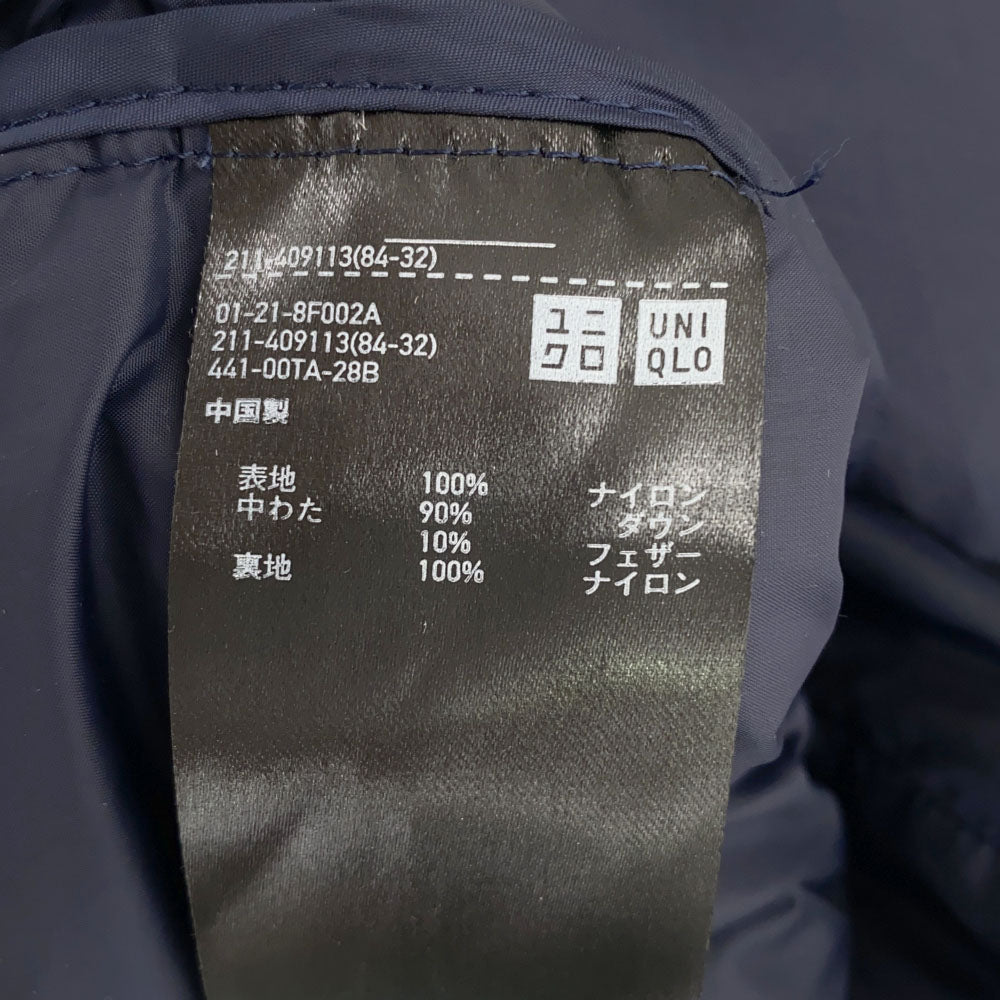 211-409113(84-32)
01-21-8F002A
211-409113(84-32)
441-00TA-28B
中国製
ユニ
クロ
UNI
QLO
表地 100% ナイロン
中わた 90% ダウン
10% フェザー
裏地 100% ナイロン